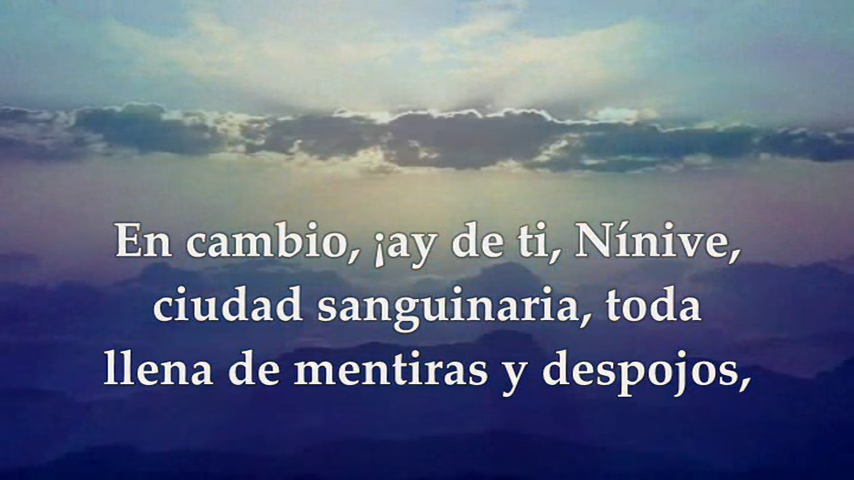 En cambio, ¡ay de ti, Nínive,
ciudad sanguinaria, toda
llena de mentiras y despojos,